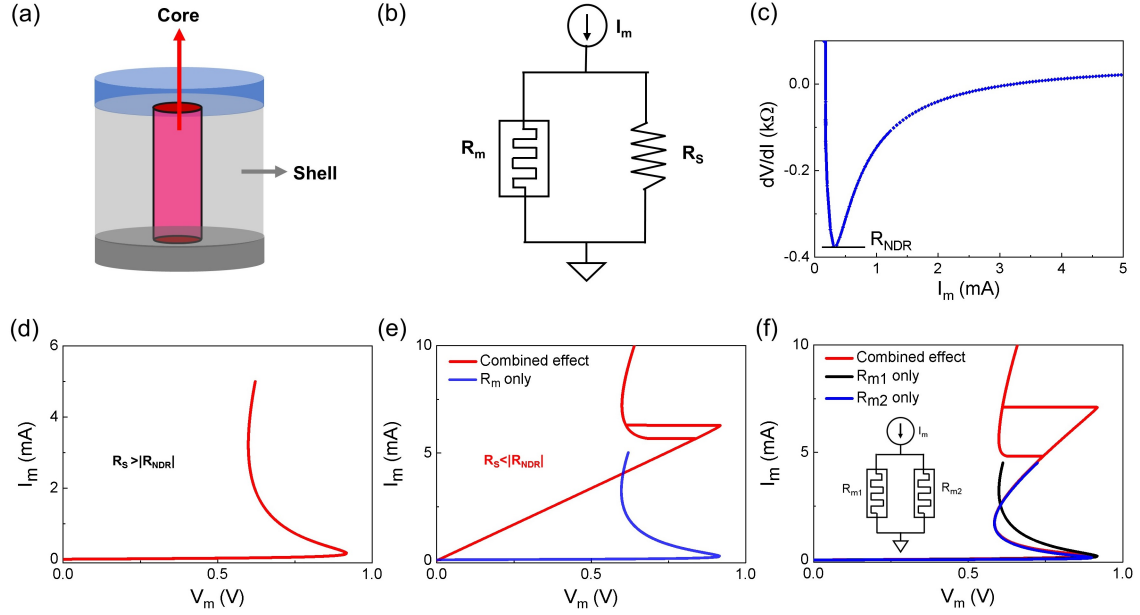 (a)
Core
Shell
(b)
I_m
R_m
R_S
(c)
dV/dI (kΩ)
0.0
-0.2
-0.4
R_NDR
0 1 2 3 4 5
I_m (mA)
(d)
I_m (mA)
6
4
2
0
R_S >|R_NDR|
0.0 0.5 1.0
V_m (V)
(e)
I_m (mA)
10
5
0
Combined effect
R_m only
R_S<|R_NDR|
0.0 0.5 1.0
V_m (V)
(f)
I_m (mA)
10
5
0
Combined effect
R_m1 only
R_m2 only
I_m
R_m1
R_m2
0.0 0.5 1.0
V_m (V)